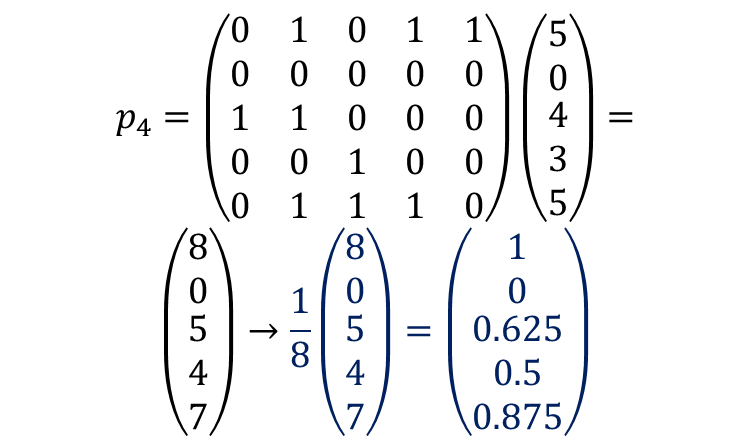 p₄ = (0 1 0 1 1; 0 0 0 0 0; 1 1 0 0 0; 0 0 1 0 0; 0 1 1 1 0) (5; 0; 4; 3; 5) =
(8; 0; 5; 4; 7) → 1/8 (8; 0; 5; 4; 7) = (1; 0; 0.625; 0.5; 0.875)